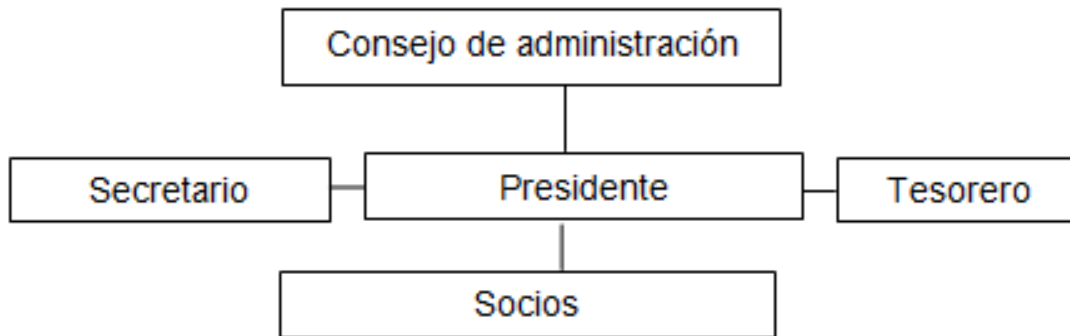 Consejo de administración
Secretario
Presidente
Tesorero
Socios